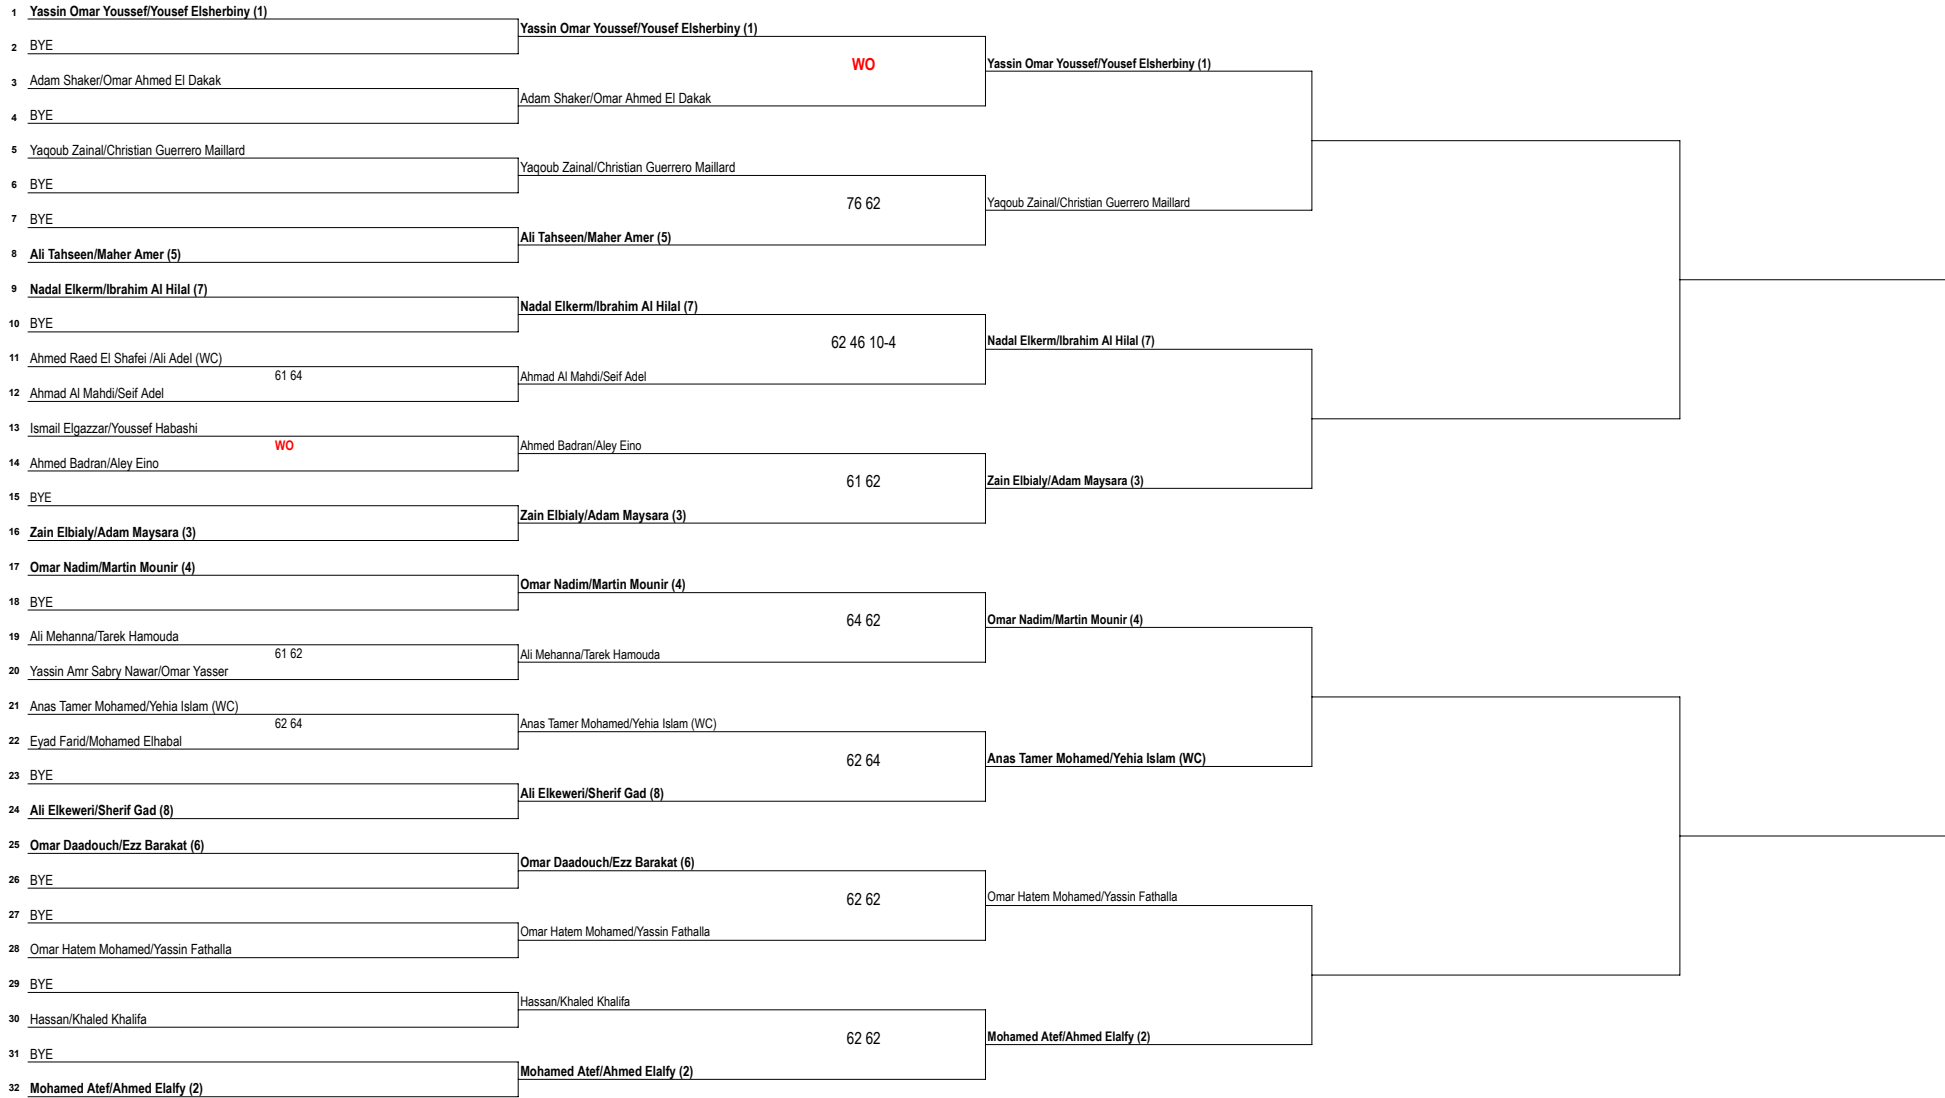 1 Yassin Omar Youssef/Yousef Elsherbiny (1)
Yassin Omar Youssef/Yousef Elsherbiny (1)
2 BYE
WO
Yassin Omar Youssef/Yousef Elsherbiny (1)
3 Adam Shaker/Omar Ahmed El Dakak
Adam Shaker/Omar Ahmed El Dakak
4 BYE
5 Yaqoub Zainal/Christian Guerrero Maillard
Yaqoub Zainal/Christian Guerrero Maillard
6 BYE
76 62
Yaqoub Zainal/Christian Guerrero Maillard
7 BYE
Ali Tahseen/Maher Amer (5)
8 Ali Tahseen/Maher Amer (5)
9 Nadal Elkerm/Ibrahim Al Hilal (7)
Nadal Elkerm/Ibrahim Al Hilal (7)
10 BYE
62 46 10-4
Nadal Elkerm/Ibrahim Al Hilal (7)
11 Ahmed Raed El Shafei /Ali Adel (WC)
61 64
Ahmad Al Mahdi/Seif Adel
12 Ahmad Al Mahdi/Seif Adel
13 Ismail Elgazzar/Youssef Habashi
WO
Ahmed Badran/Aley Eino
14 Ahmed Badran/Aley Eino
61 62
Zain Elbialy/Adam Maysara (3)
15 BYE
Zain Elbialy/Adam Maysara (3)
16 Zain Elbialy/Adam Maysara (3)
17 Omar Nadim/Martin Mounir (4)
Omar Nadim/Martin Mounir (4)
18 BYE
64 62
Omar Nadim/Martin Mounir (4)
19 Ali Mehanna/Tarek Hamouda
61 62
Ali Mehanna/Tarek Hamouda
20 Yassin Amr Sabry Nawar/Omar Yasser
21 Anas Tamer Mohamed/Yehia Islam (WC)
62 64
Anas Tamer Mohamed/Yehia Islam (WC)
22 Eyad Farid/Mohamed Elhabal
62 64
Anas Tamer Mohamed/Yehia Islam (WC)
23 BYE
Ali Elkeweri/Sherif Gad (8)
24 Ali Elkeweri/Sherif Gad (8)
25 Omar Daadouch/Ezz Barakat (6)
Omar Daadouch/Ezz Barakat (6)
26 BYE
62 62
Omar Hatem Mohamed/Yassin Fathalla
27 BYE
Omar Hatem Mohamed/Yassin Fathalla
28 Omar Hatem Mohamed/Yassin Fathalla
29 BYE
Hassan/Khaled Khalifa
30 Hassan/Khaled Khalifa
62 62
Mohamed Atef/Ahmed Elalfy (2)
31 BYE
Mohamed Atef/Ahmed Elalfy (2)
32 Mohamed Atef/Ahmed Elalfy (2)